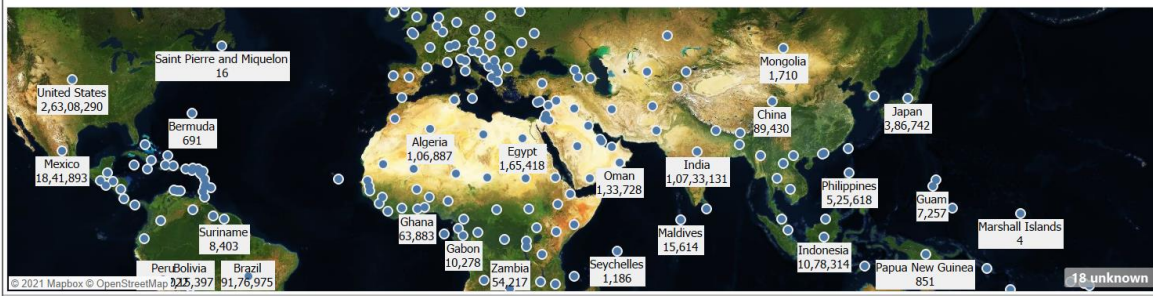 Saint Pierre and Miquelon
16
Mongolia
1,710
United States
2,63,08,290
China
89,430
Japan
3,86,742
Bermuda
691
Algeria
1,06,887
Egypt
1,65,418
Mexico
18,41,893
India
1,07,33,131
Oman
1,33,728
Philippines
5,25,618
Guam
7,257
Ghana
63,883
Suriname
8,403
Maldives
15,614
Marshall Islands
4
Gabon
10,278
Indonesia
10,78,314
Seychelles
1,186
Peru
Bolivia
15,397
Brazil
91,76,975
Zambia
54,217
Papua New Guinea
851
18 unknown
© 2021 Mapbox © OpenStreetMap